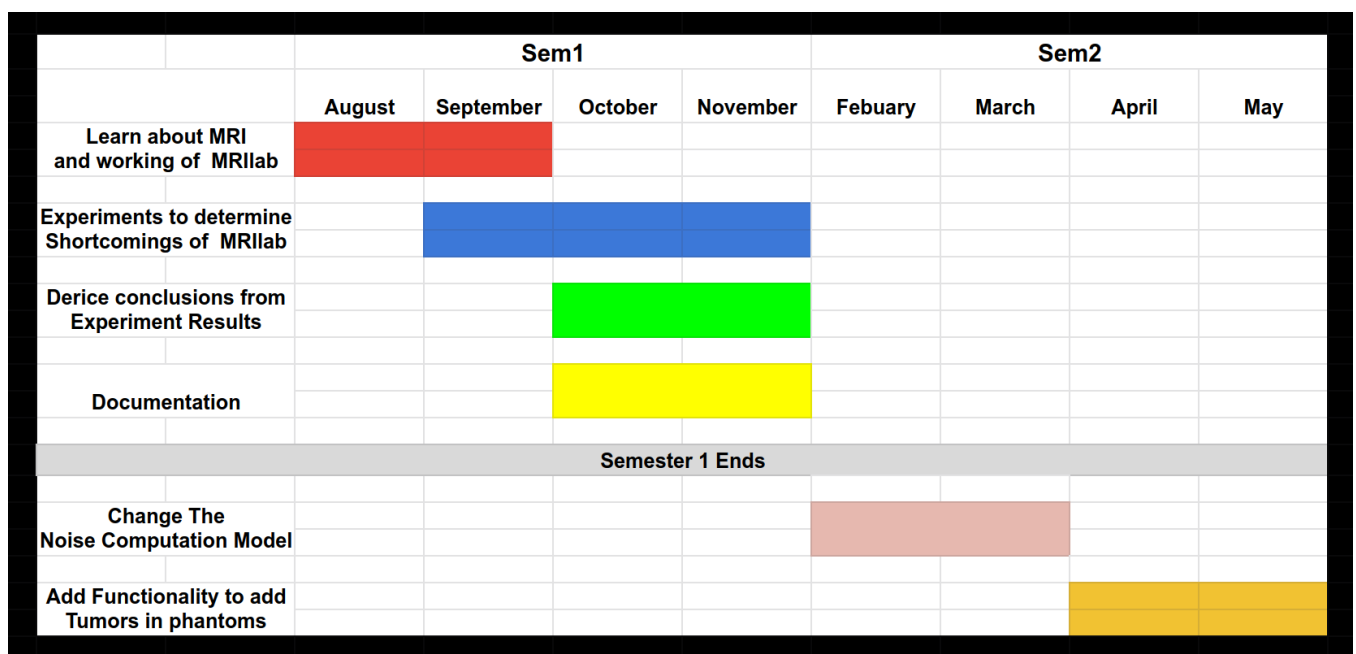 Sem1 Sem2
August September October November Febuary March April May
Learn about MRI
and working of MRIlab
Experiments to determine
Shortcomings of MRIlab
Derice conclusions from
Experiment Results
Documentation
Semester 1 Ends
Change The
Noise Computation Model
Add Functionality to add
Tumors in phantoms